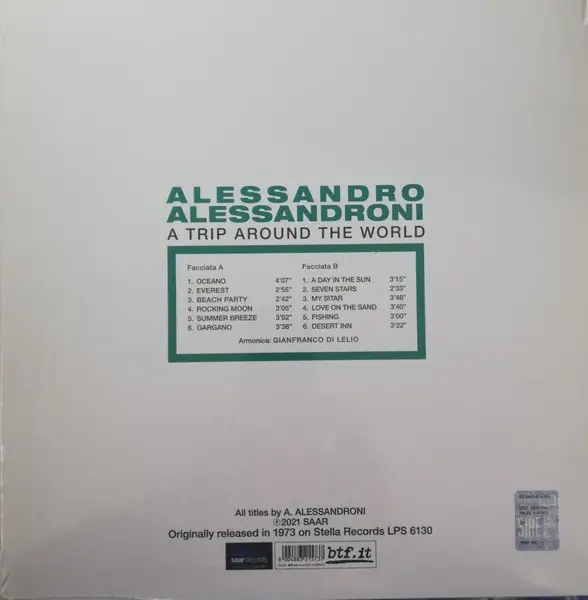 ALESSANDRO
ALESSANDRONI
A TRIP AROUND THE WORLD
Facciata A
1. OCEANO 4'07"
2. EVEREST 2'55"
3. BEACH PARTY 2'42"
4. ROCKING MOON 3'05"
5. SUMMER BREEZE 3'52"
6. GARGANO 3'38"
Facciata B
1. A DAY IN THE SUN 3'15"
2. SEVEN STARS 2'33"
3. MY SITAR 3'48"
4. LOVE ON THE SAND 3'40"
5. FISHING 3'00"
6. DESERT INN 3'22"
Armonica: GIANFRANCO DI LELIO
All titles by A. ALESSANDRONI
℗2021 SAAR
Originally released in 1973 on Stella Records LPS 6130
saar records
btf.it
SIAE